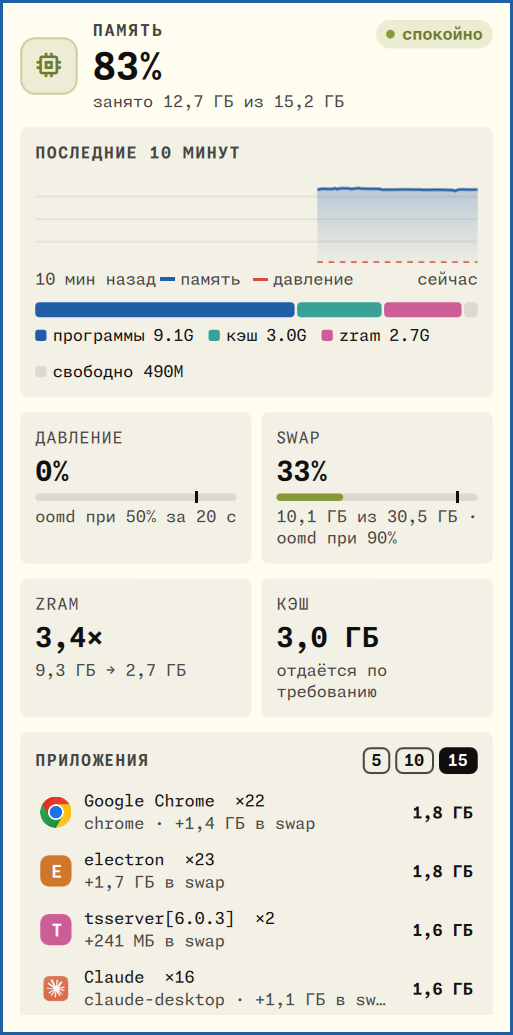 ПАМЯТЬ
спокойно
83%
занято 12,7 ГБ из 15,2 ГБ
ПОСЛЕДНИЕ 10 МИНУТ
10 мин назад память давление сейчас
программы 9.1G кэш 3.0G zram 2.7G
свободно 490M
ДАВЛЕНИЕ
0%
oomd при 50% за 20 с
SWAP
33%
10,1 ГБ из 30,5 ГБ ·
oomd при 90%
ZRAM
3,4×
9,3 ГБ → 2,7 ГБ
КЭШ
3,0 ГБ
отдаётся по
требованию
ПРИЛОЖЕНИЯ 5 10 15
Google Chrome ×22
chrome · +1,4 ГБ в swap
1,8 ГБ
E
electron ×23
+1,7 ГБ в swap
1,8 ГБ
T
tsserver[6.0.3] ×2
+241 МБ в swap
1,6 ГБ
Claude ×16
claude-desktop · +1,1 ГБ в sw…
1,6 ГБ